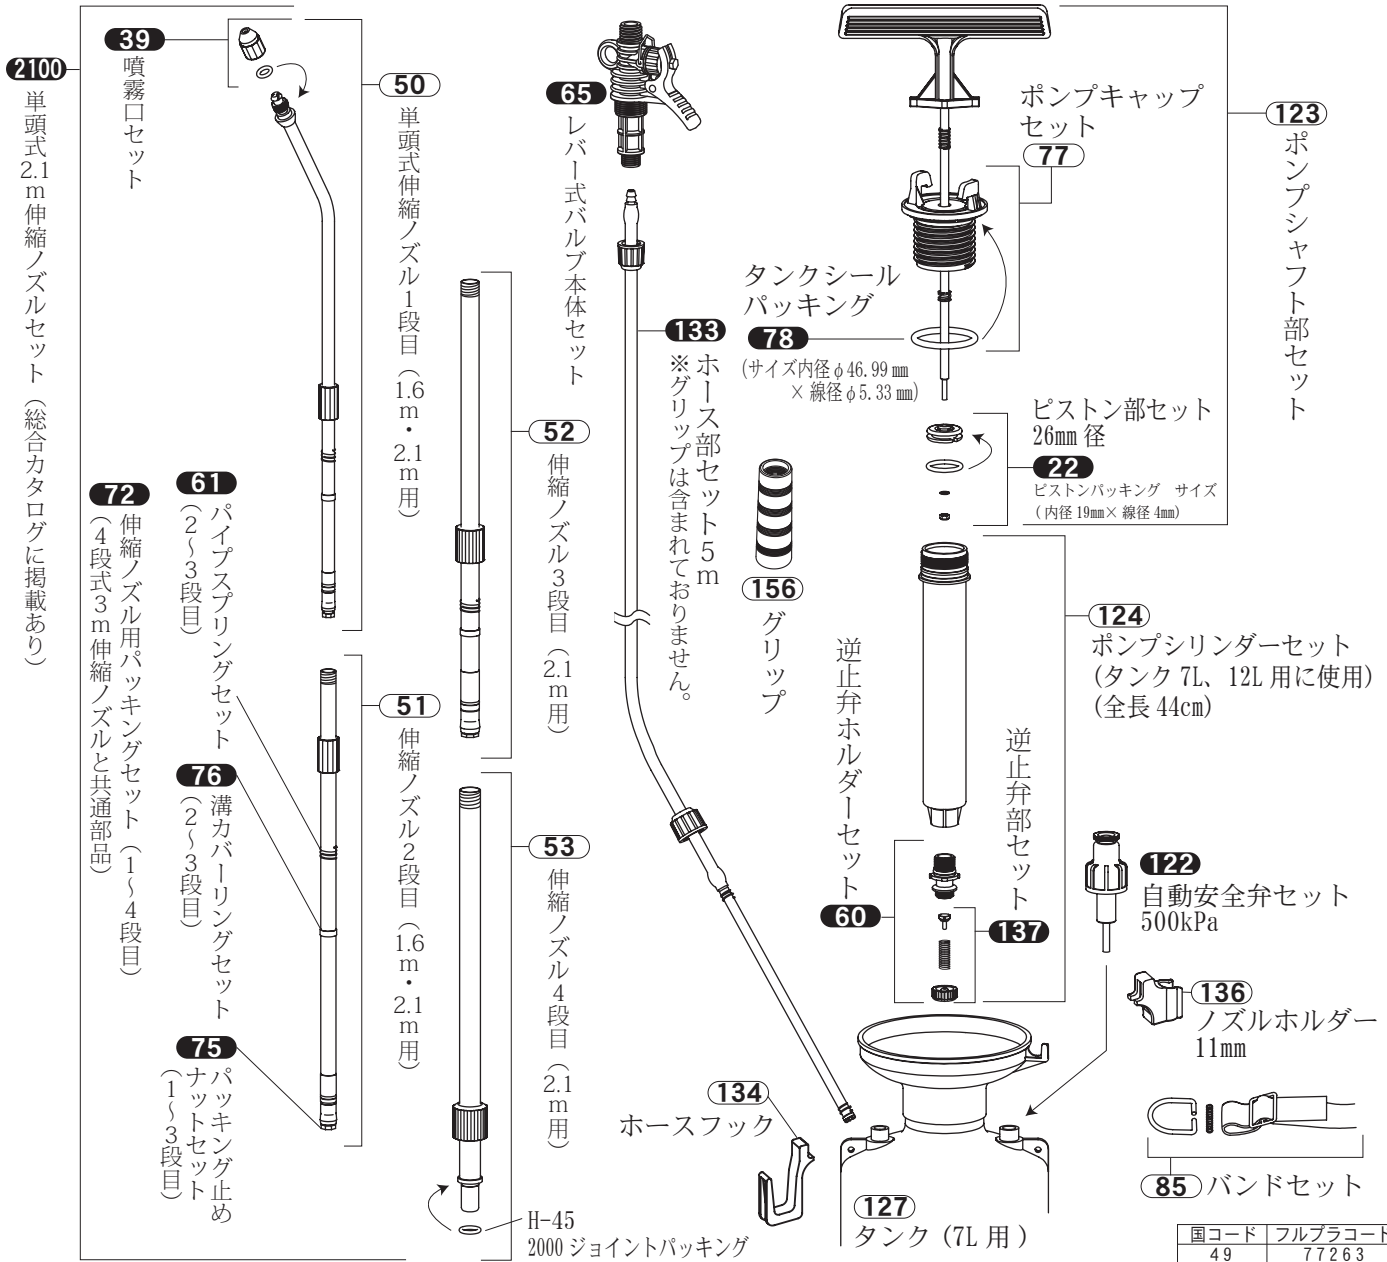 2100
単頭式2.1m伸縮ノズルセット（総合カタログに掲載あり）
39
噴霧口セット
50
単頭式伸縮ノズル1段目（1.6m・2.1m用）
72
伸縮ノズル用パッキングセット（1～4段目）
（4段式3m伸縮ノズルと共通部品）
61
パイプスプリングセット
（2～3段目）
76
溝カバーリングセット
（2～3段目）
75
パッキング止め
ナットセット
（1～3段目）
51
伸縮ノズル2段目（1.6m・2.1m用）
52
伸縮ノズル3段目（2.1m用）
53
伸縮ノズル4段目（2.1m用）
H-45
2000ジョイントパッキング
65
レバー式バルブ本体セット
133
ホース部セット5m
※グリップは含まれておりません。
ポンプキャップ
セット
77
タンクシール
パッキング
78
(サイズ内径φ46.99㎜
×線径φ5.33㎜)
123
ポンプシャフト部セット
ピストン部セット
26mm径
22
ピストンパッキング サイズ
(内径19mm×線径4mm)
156
グリップ
124
ポンプシリンダーセット
(タンク7L、12L用に使用)
(全長44cm)
逆止弁ホルダーセット
60
逆止弁部セット
137
122
自動安全弁セット
500kPa
136
ノズルホルダー
11mm
134
ホースフック
127
タンク(7L用)
85 バンドセット
国コード フルプラコード
49 77263